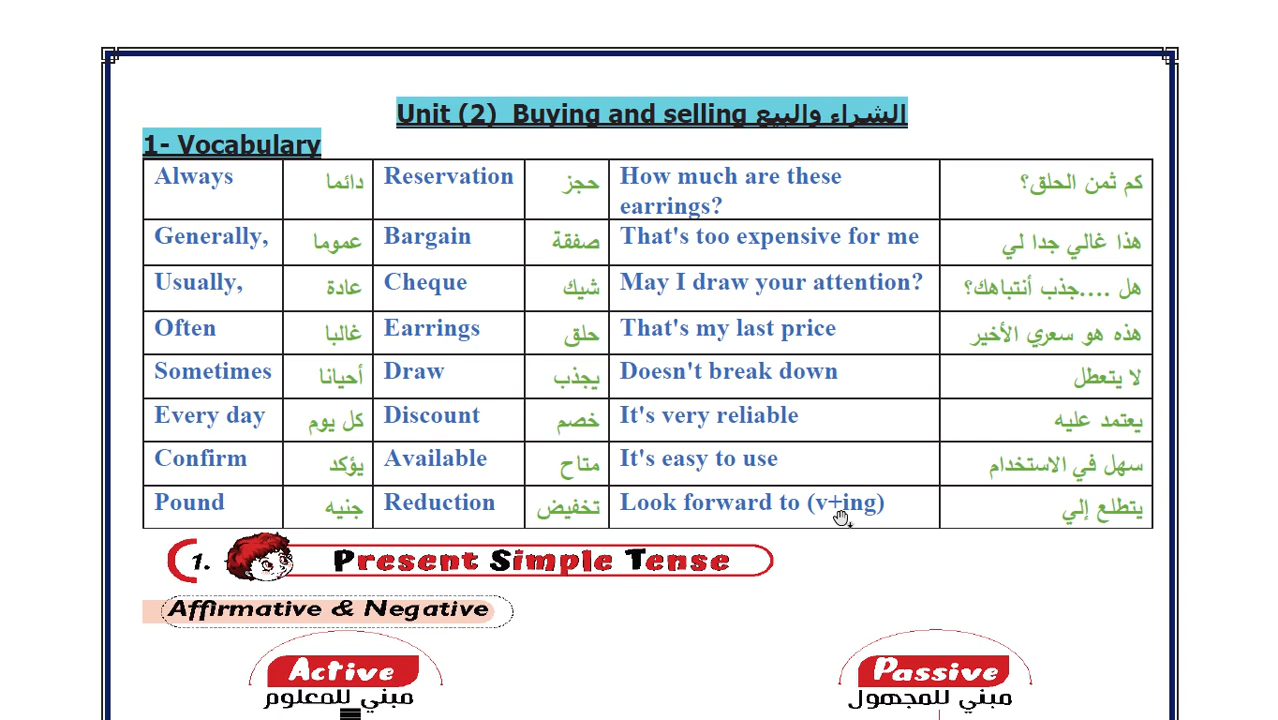 Unit (2)  Buying and selling الشراء والبيع
1- Vocabulary
Always دائما Reservation حجز How much are these earrings? كم ثمن الحلق؟
Generally, عموما Bargain صفقة That's too expensive for me هذا غالي جدا لي
Usually, عادة Cheque شيك May I draw your attention? هل ....جذب أنتباهك؟
Often غالبا Earrings حلق That's my last price هذه هو سعري الأخير
Sometimes أحيانا Draw يجذب Doesn't break down لا يتعطل
Every day كل يوم Discount خصم It's very reliable يعتمد عليه
Confirm يؤكد Available متاح It's easy to use سهل في الاستخدام
Pound جنيه Reduction تخفيض Look forward to (v+ing) يتطلع إلي
1. Present Simple Tense
Affirmative & Negative
Active Passive
مبني للمعلوم مبني للمجهول